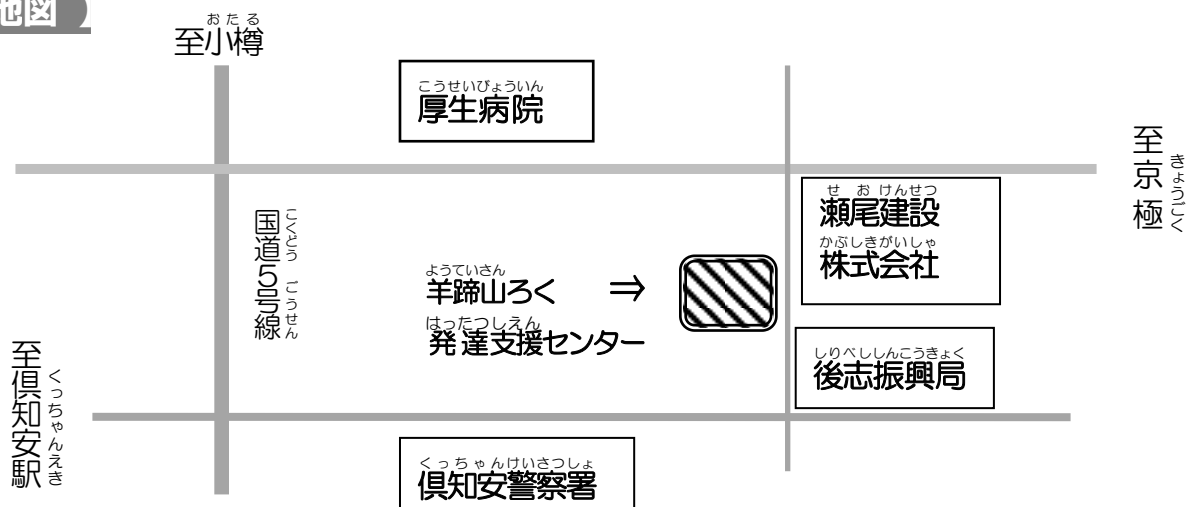 地図
おたる
至小樽
こうせいびょういん
厚生病院
至京極
きょうごく
せおけんせつ
瀬尾建設
かぶしきがいしゃ
株式会社
国道5号線
こくどう ごうせん
ようていさん
羊蹄山ろく ⇒
はったつしえん
発達支援センター
しりべししんこうきょく
後志振興局
至倶知安駅
くっちゃんえき
くっちゃんけいさつしょ
倶知安警察署